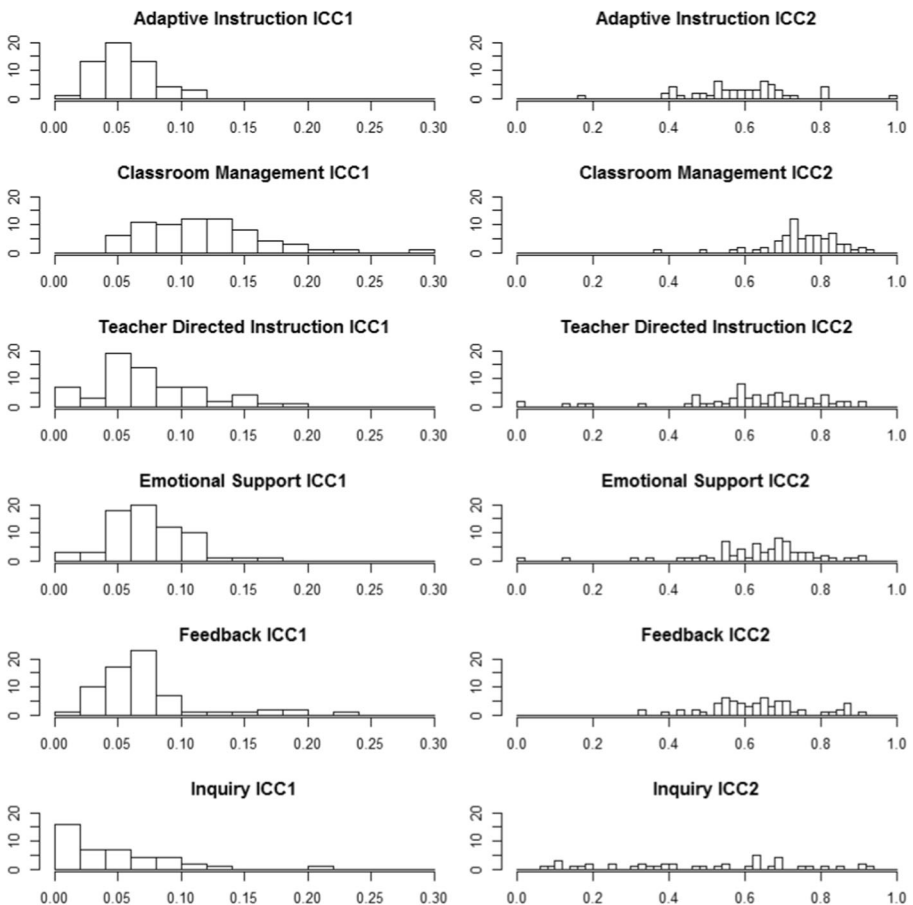 Adaptive Instruction ICC1
Adaptive Instruction ICC2
20
10
0
0.00 0.05 0.10 0.15 0.20 0.25 0.30
20
10
0
0.0 0.2 0.4 0.6 0.8 1.0
Classroom Management ICC1
Classroom Management ICC2
20
10
0
0.00 0.05 0.10 0.15 0.20 0.25 0.30
20
10
0
0.0 0.2 0.4 0.6 0.8 1.0
Teacher Directed Instruction ICC1
Teacher Directed Instruction ICC2
20
10
0
0.00 0.05 0.10 0.15 0.20 0.25 0.30
20
10
0
0.0 0.2 0.4 0.6 0.8 1.0
Emotional Support ICC1
Emotional Support ICC2
20
10
0
0.00 0.05 0.10 0.15 0.20 0.25 0.30
20
10
0
0.0 0.2 0.4 0.6 0.8 1.0
Feedback ICC1
Feedback ICC2
20
10
0
0.00 0.05 0.10 0.15 0.20 0.25 0.30
20
10
0
0.0 0.2 0.4 0.6 0.8 1.0
Inquiry ICC1
Inquiry ICC2
20
10
0
0.00 0.05 0.10 0.15 0.20 0.25 0.30
20
10
0
0.0 0.2 0.4 0.6 0.8 1.0